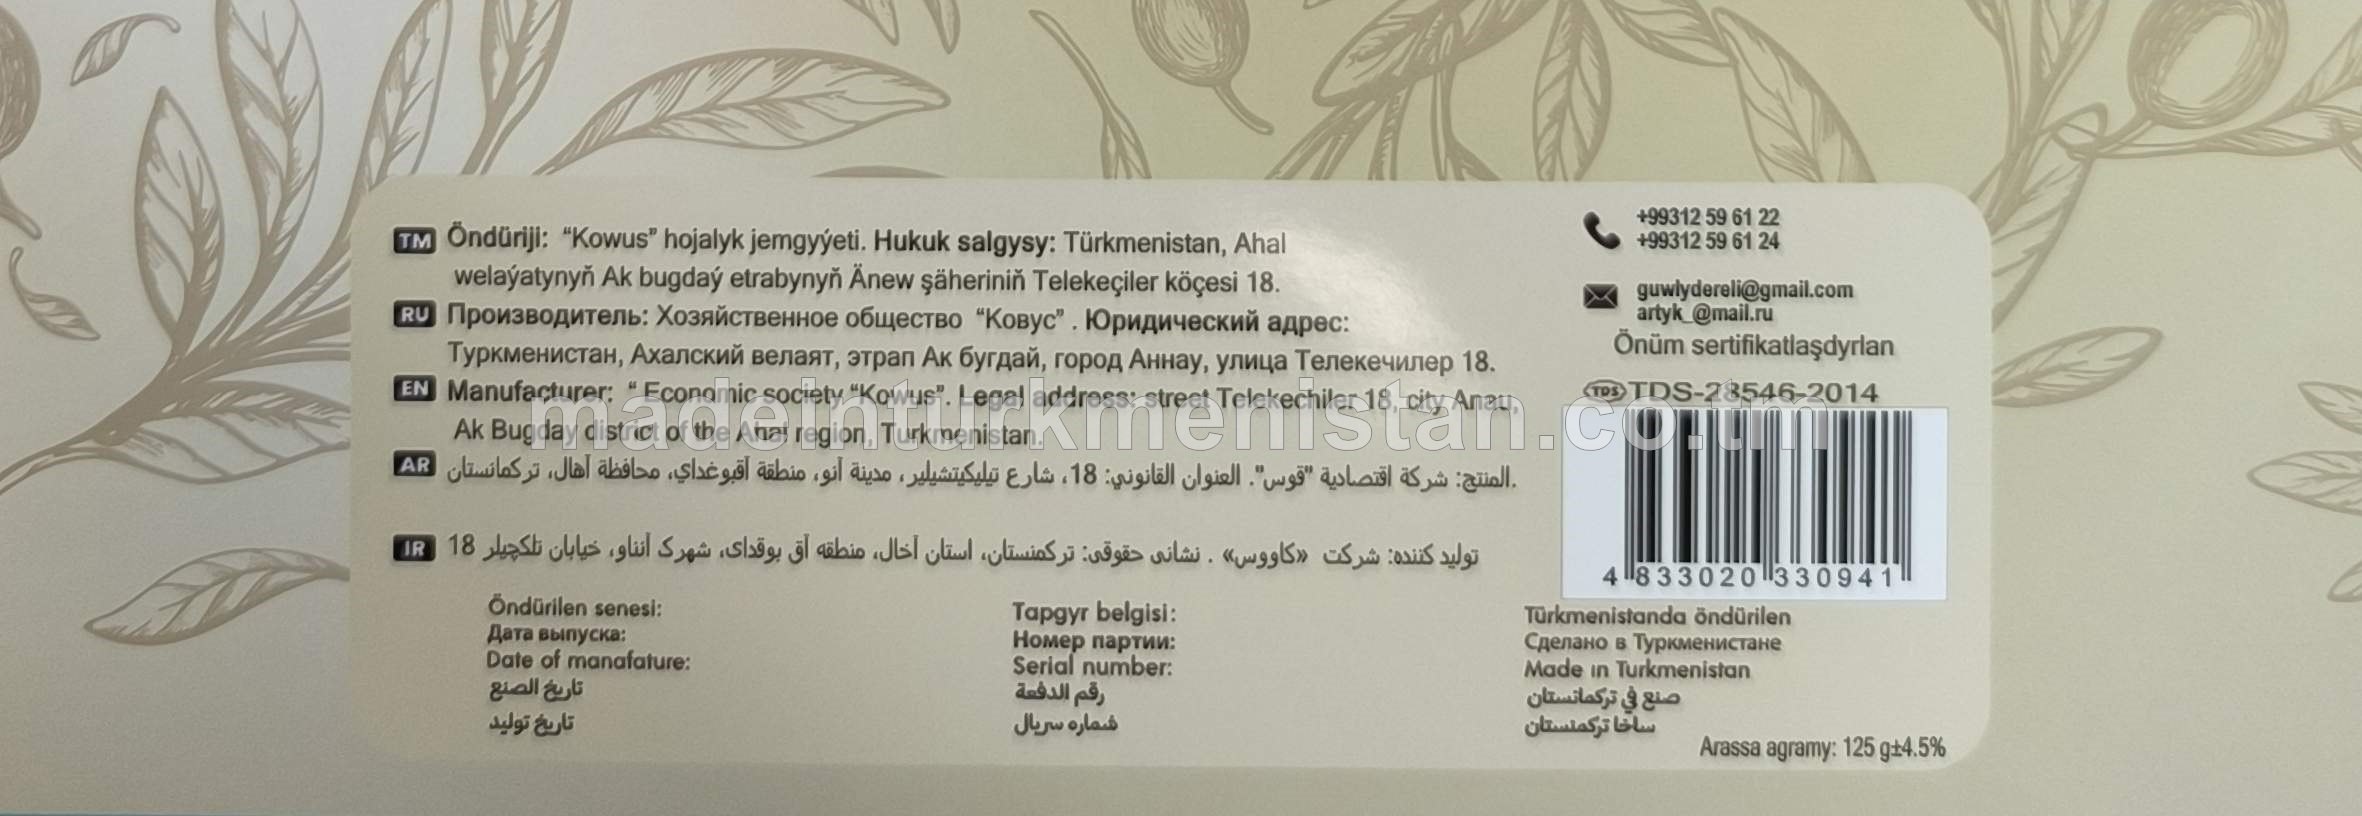 TM Öndüriji: “Kowus” hojalyk jemgyýeti. Hukuk salgysy: Türkmenistan, Ahal
welaýatynyň Ak bugdaý etrabynyň Änew şäheriniň Telekeçiler köçesi 18.
RU Производитель: Хозяйственное общество “Ковус” . Юридический адрес:
Туркменистан, Ахалский велаят, этрап Ак бугдай, город Аннау, улица Телекечилер 18.
EN Manufacturer: “ Economic society “Kowus”. Legal address: street Telekechiler 18, city Anau,
Ak Bugday district of the Ahal region, Turkmenistan.
AR المنتج: شركة اقتصادية "قوس". العنوان القانوني: 18، شارع تيليكيتشيلير، مدينة آنو، منطقة آقبوغداي، محافظة آهال، تركمانستان.
IR تولید کننده: شرکت «کاووس» . نشانی حقوقی: ترکمنستان، استان آخال، منطقه آق بوقدای، شهرک آنناو، خیابان تلکچیلر 18
+99312 59 61 22
+99312 59 61 24
guwlydereli@gmail.com
artyk_@mail.ru
Önüm sertifikatlaşdyrlan
TDS TDS-28546-2014
4 833020 330941
madeinturkmenistan.co.tm
Öndürilen senesi:
Дата выпуска:
Date of manafature:
تاريخ الصنع
تاریخ تولید
Tapgyr belgisi:
Номер партии:
Serial number:
رقم الدفعة
شماره سریال
Türkmenistanda öndürilen
Сделано в Туркменистане
Made in Turkmenistan
صنع في تركمانستان
ساخا ترکمنستان
Arassa agramy: 125 g±4.5%